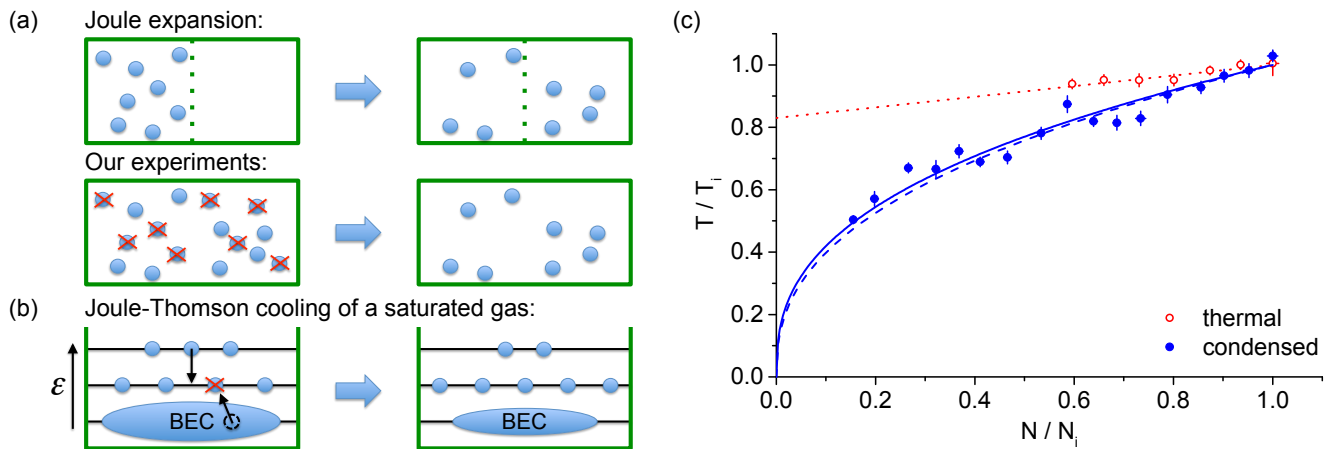 (a)
Joule expansion:
Our experiments:
(b)
Joule-Thomson cooling of a saturated gas:
ε
BEC
BEC
(c)
T / Tᵢ
1.0
0.8
0.6
0.4
0.2
0.0
thermal
condensed
0.0 0.2 0.4 0.6 0.8 1.0
N / Nᵢ